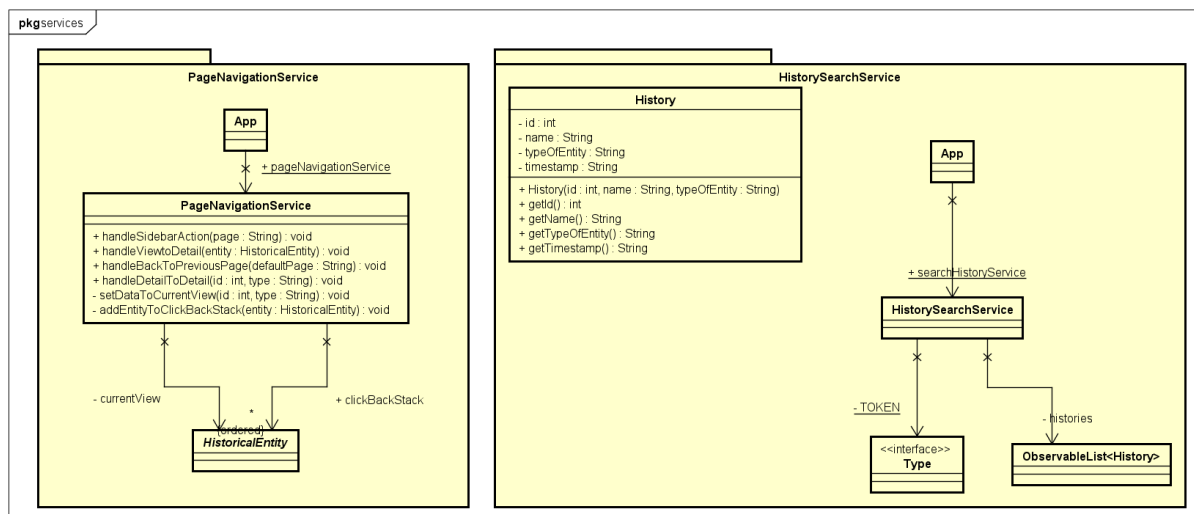 pkg services
PageNavigationService
App
+ pageNavigationService
PageNavigationService
+ handleSidebarAction(page : String) : void
+ handleViewtoDetail(entity : HistoricalEntity) : void
+ handleBackToPreviousPage(defaultPage : String) : void
+ handleDetailToDetail(id : int, type : String) : void
- setDataToCurrentView(id : int, type : String) : void
- addEntityToClickBackStack(entity : HistoricalEntity) : void
- currentView
+ clickBackStack
*
{ordered}
HistoricalEntity
HistorySearchService
History
- id : int
- name : String
- typeOfEntity : String
- timestamp : String
+ History(id : int, name : String, typeOfEntity : String)
+ getId() : int
+ getName() : String
+ getTypeOfEntity() : String
+ getTimestamp() : String
App
+ searchHistoryService
HistorySearchService
- TOKEN
- histories
<<interface>>
Type
ObservableList<History>